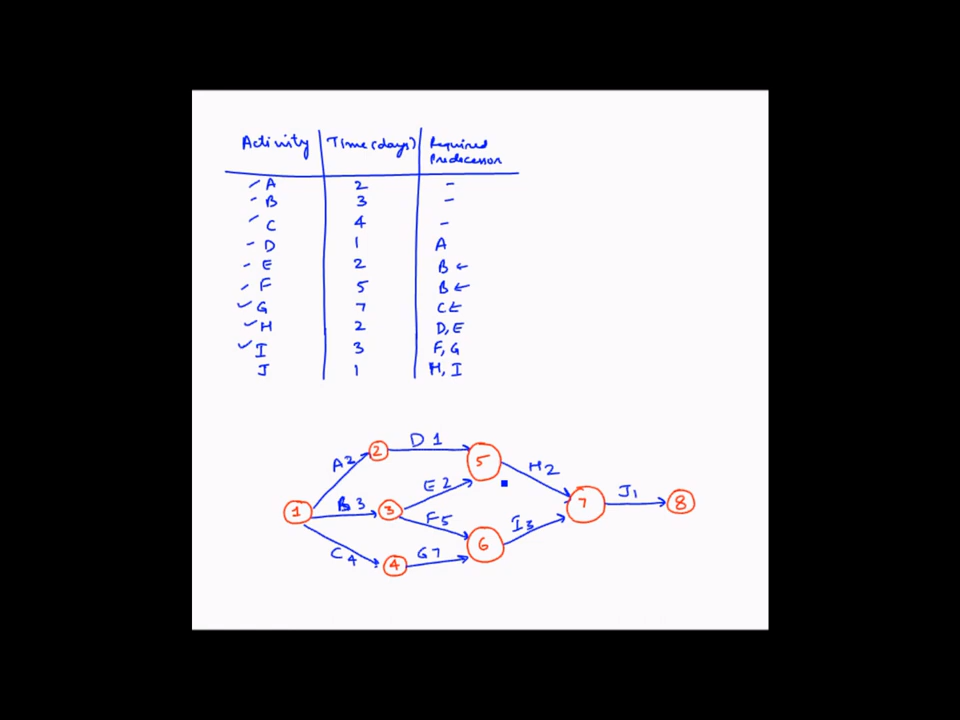 Activity Time(days) Required Predecessor
A 2 -
B 3 -
C 4 -
D 1 A
E 2 B ←
F 5 B ←
G 7 C ←
H 2 D, E
I 3 F, G
J 1 H, I
2 D 1 5
A 2 H 2
E 2
1 B 3 3 7 J 1 8
F 5 I 3
6
C 4 4 G 7